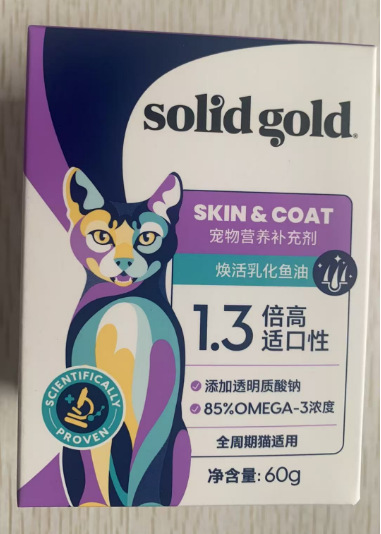 solid gold®
SKIN & COAT
宠物营养补充剂
焕活乳化鱼油
1.3 倍高
适口性
添加透明质酸钠
85%OMEGA-3浓度
全周期猫适用
净含量: 60g
SCIENTIFICALLY
PROVEN